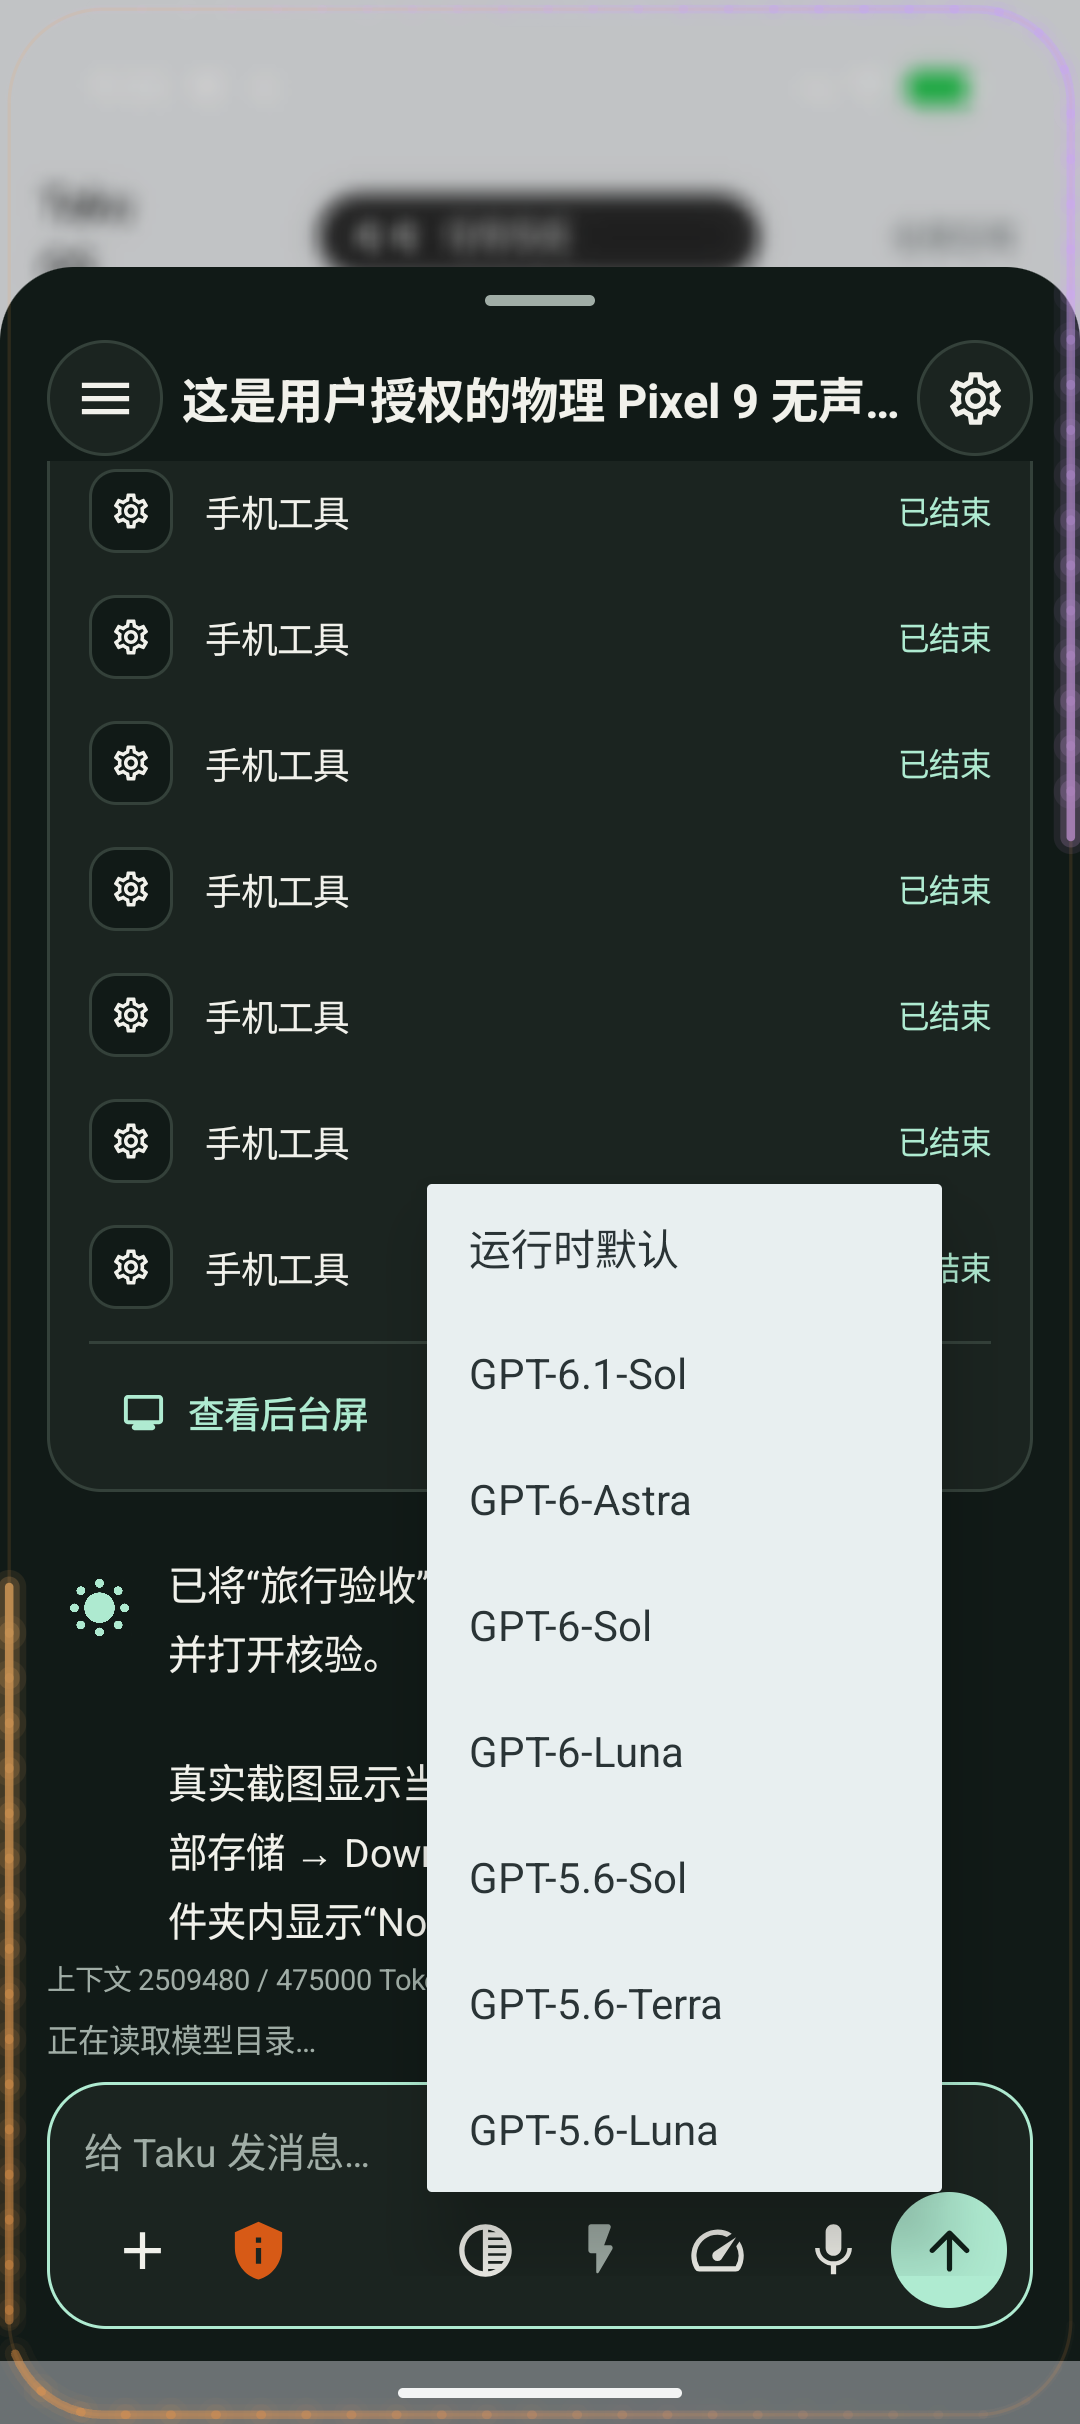 这是用户授权的物理 Pixel 9 无声…
手机工具 已结束
手机工具 已结束
手机工具 已结束
手机工具 已结束
手机工具 已结束
手机工具 已结束
手机工具 结束
运行时默认
GPT-6.1-Sol
GPT-6-Astra
GPT-6-Sol
GPT-6-Luna
GPT-5.6-Sol
GPT-5.6-Terra
GPT-5.6-Luna
查看后台屏
已将“旅行验收”
并打开核验。
真实截图显示当
部存储 →
件夹内显示“No
上下文 2509480 / 475000
正在读取模型目录…
给 Taku 发消息…